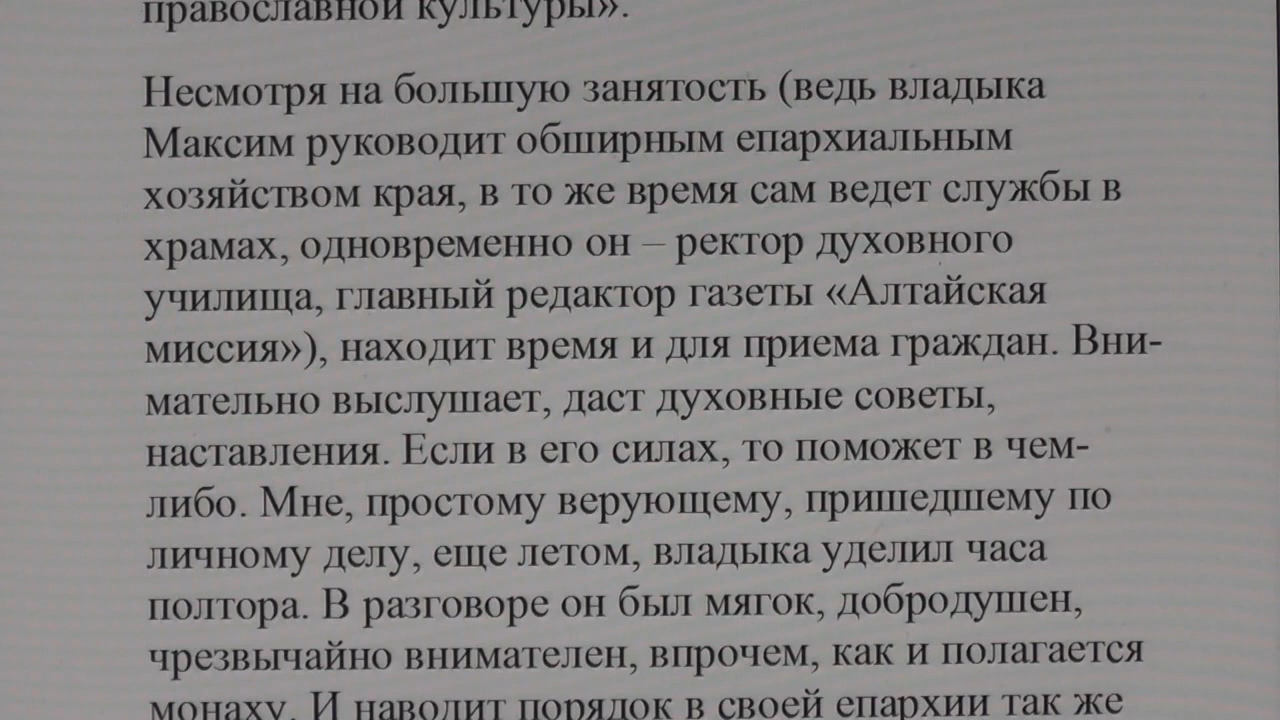 православной культуры».
Несмотря на большую занятость (ведь владыка
Максим руководит обширным епархиальным
хозяйством края, в то же время сам ведет службы в
храмах, одновременно он – ректор духовного
училища, главный редактор газеты «Алтайская
миссия»), находит время и для приема граждан. Вни-
мательно выслушает, даст духовные советы,
наставления. Если в его силах, то поможет в чем-
либо. Мне, простому верующему, пришедшему по
личному делу, еще летом, владыка уделил часа
полтора. В разговоре он был мягок, добродушен,
чрезвычайно внимателен, впрочем, как и полагается
монаху. И наводит порядок в своей епархии так же